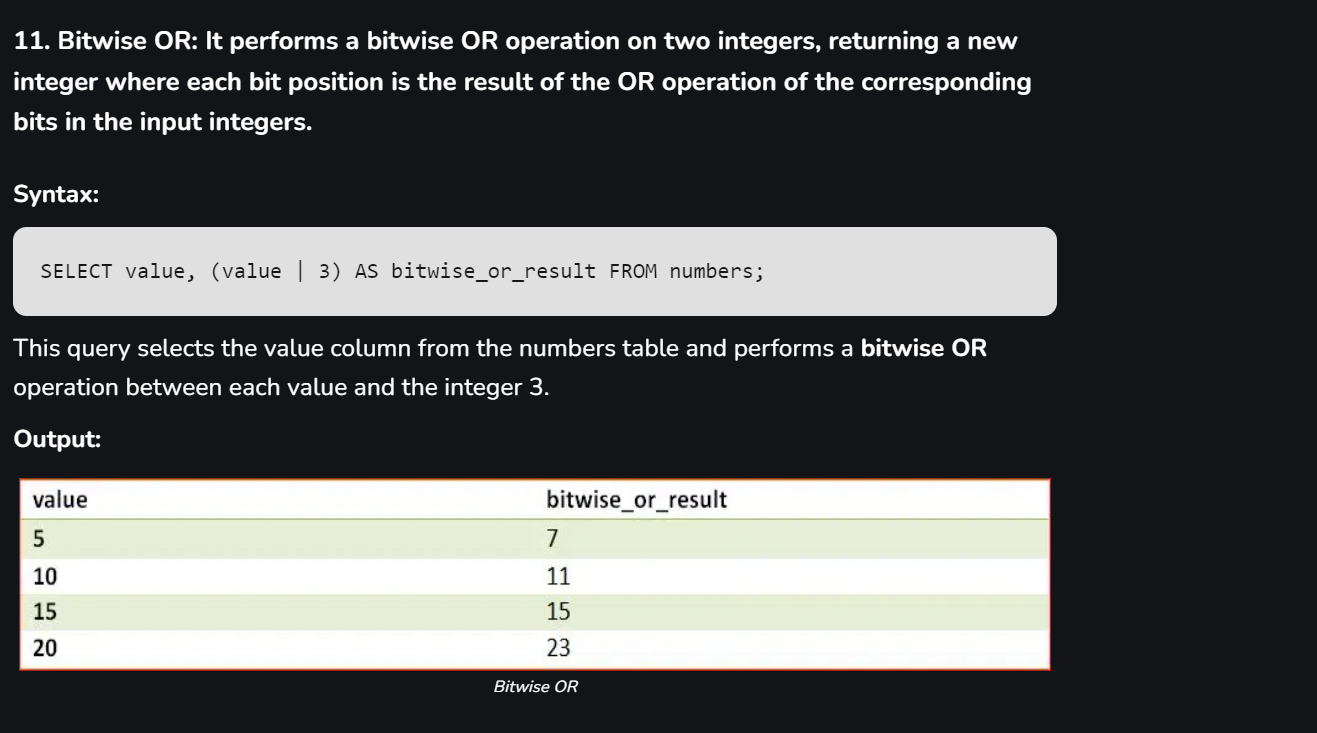 11. Bitwise OR: It performs a bitwise OR operation on two integers, returning a new
integer where each bit position is the result of the OR operation of the corresponding
bits in the input integers.
Syntax:
SELECT value, (value | 3) AS bitwise_or_result FROM numbers;
This query selects the value column from the numbers table and performs a bitwise OR
operation between each value and the integer 3.
Output:
value bitwise_or_result
5 7
10 11
15 15
20 23
Bitwise OR